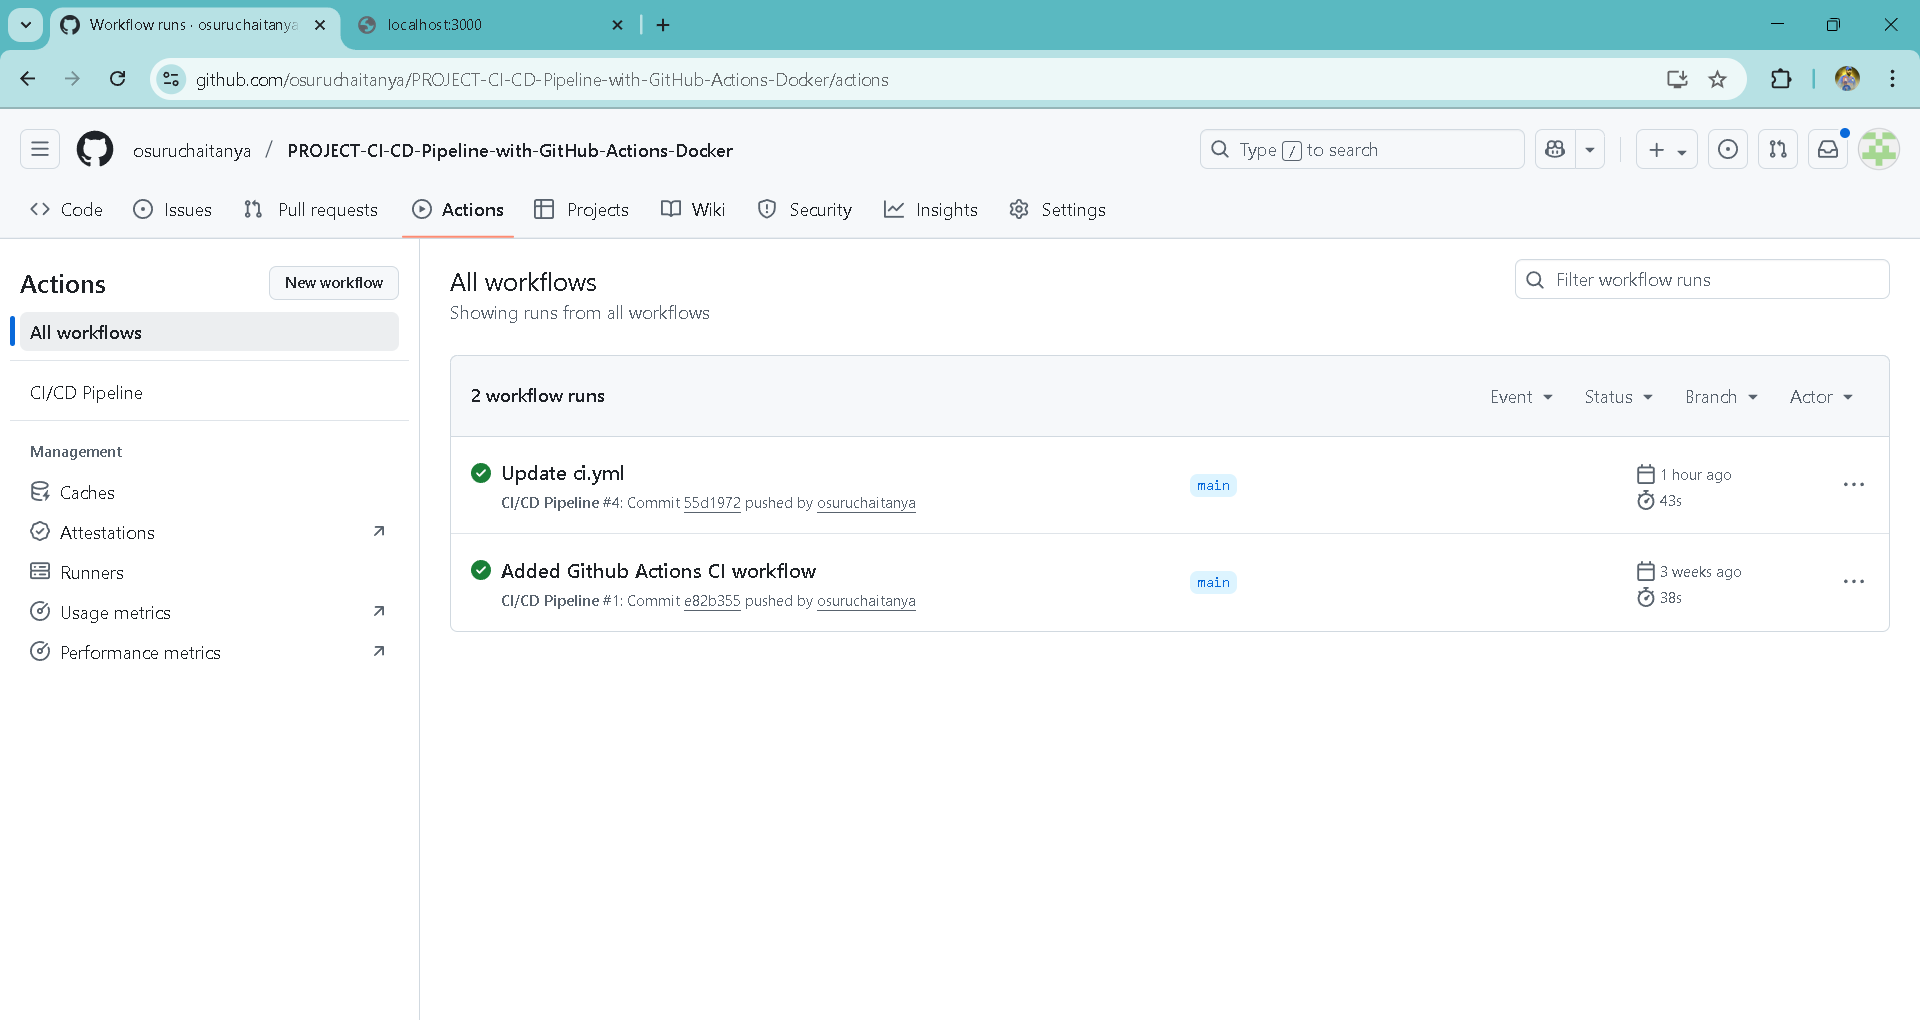 Workflow runs · osuruchaitanya
localhost:3000
github.com/osuruchaitanya/PROJECT-CI-CD-Pipeline-with-GitHub-Actions-Docker/actions
osuruchaitanya / PROJECT-CI-CD-Pipeline-with-GitHub-Actions-Docker
Type / to search
Code
Issues
Pull requests
Actions
Projects
Wiki
Security
Insights
Settings
Actions
New workflow
All workflows
CI/CD Pipeline
Management
Caches
Attestations
Runners
Usage metrics
Performance metrics
All workflows
Showing runs from all workflows
Filter workflow runs
2 workflow runs
Event
Status
Branch
Actor
Update ci.yml
CI/CD Pipeline #4: Commit 55d1972 pushed by osuruchaitanya
main
1 hour ago
43s
Added Github Actions CI workflow
CI/CD Pipeline #1: Commit e82b355 pushed by osuruchaitanya
main
3 weeks ago
38s